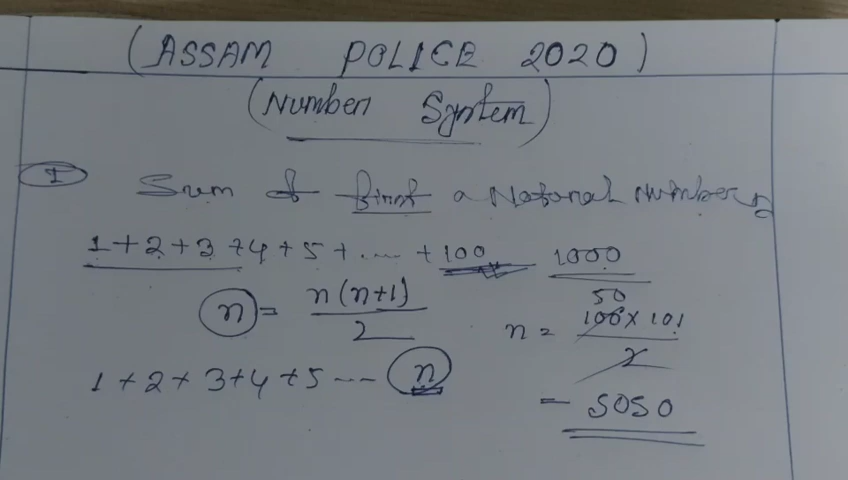 (ASSAM POLICE 2020)
(Number System)
I Sum of first n Natural Numbers
1+2+3+4+5+.... +100 1000
n = n(n+1)/2
1+2+3+4+5 --- n
50
n = 100×101/2
= 5050